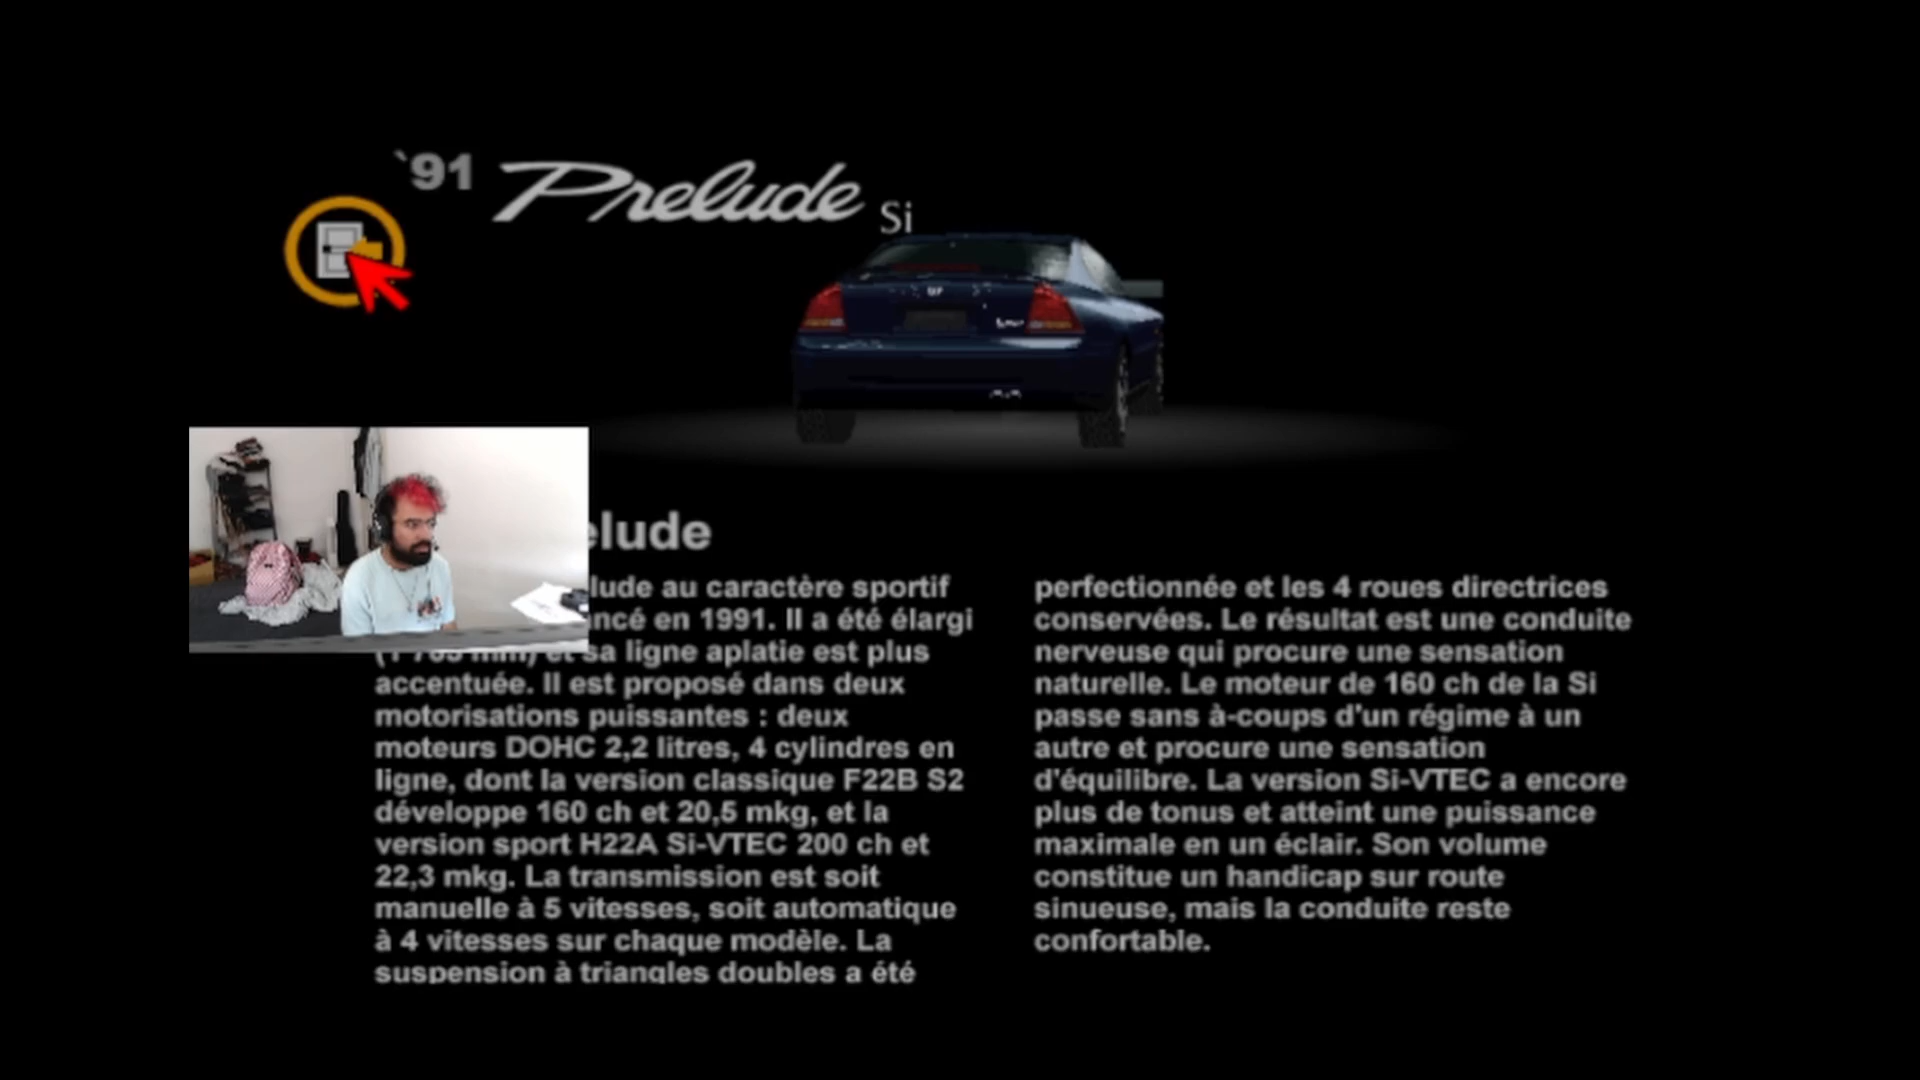 `91 Prelude Si
elude
lude au caractère sportif
ncé en 1991. Il a été élargi
et sa ligne aplatie est plus
accentuée. Il est proposé dans deux
motorisations puissantes : deux
moteurs DOHC 2,2 litres, 4 cylindres en
ligne, dont la version classique F22B S2
développe 160 ch et 20,5 mkg, et la
version sport H22A Si-VTEC 200 ch et
22,3 mkg. La transmission est soit
manuelle à 5 vitesses, soit automatique
à 4 vitesses sur chaque modèle. La
suspension à triangles doubles a été
perfectionnée et les 4 roues directrices
conservées. Le résultat est une conduite
nerveuse qui procure une sensation
naturelle. Le moteur de 160 ch de la Si
passe sans à-coups d'un régime à un
autre et procure une sensation
d'équilibre. La version Si-VTEC a encore
plus de tonus et atteint une puissance
maximale en un éclair. Son volume
constitue un handicap sur route
sinueuse, mais la conduite reste
confortable.